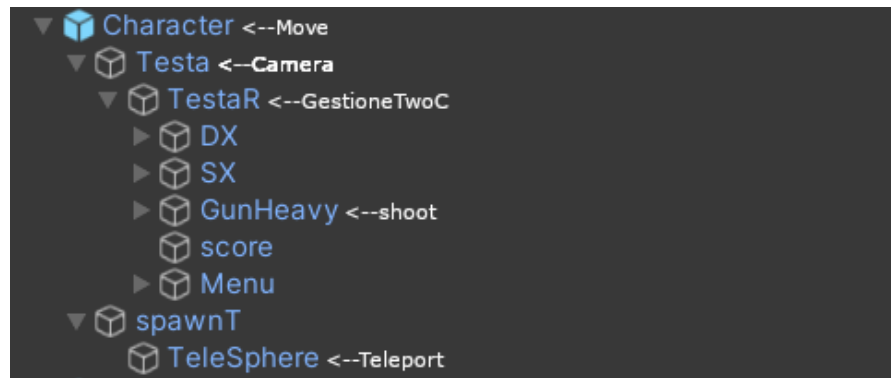 Character <--Move
Testa <--Camera
TestaR <--GestioneTwoC
DX
SX
GunHeavy <--shoot
score
Menu
spawnT
TeleSphere <--Teleport